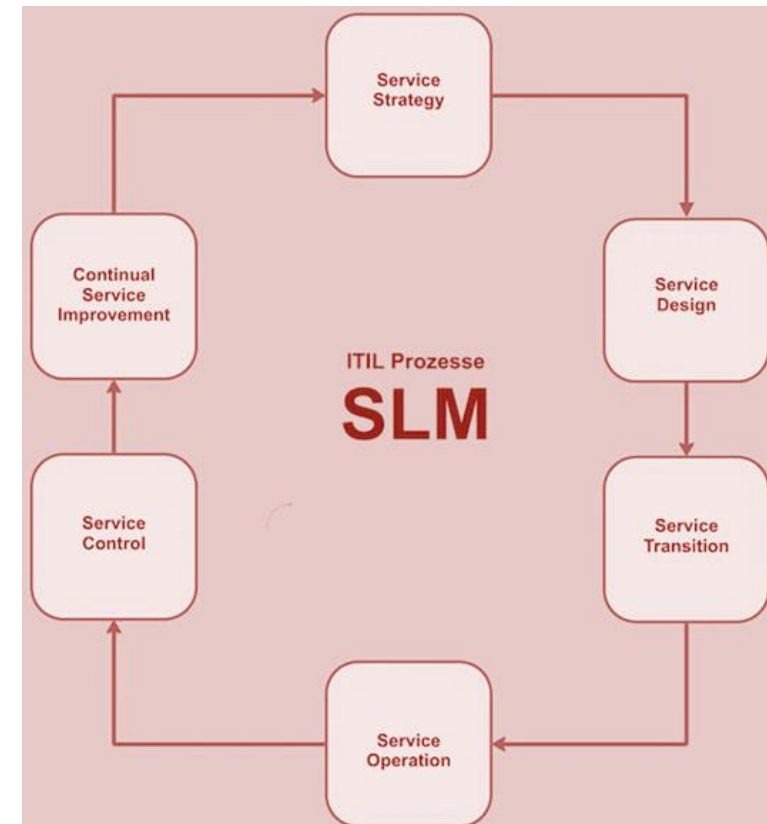 Service
Strategy
Service
Design
Service
Transition
Service
Operation
Service
Control
Continual
Service
Improvement
ITIL Prozesse
SLM